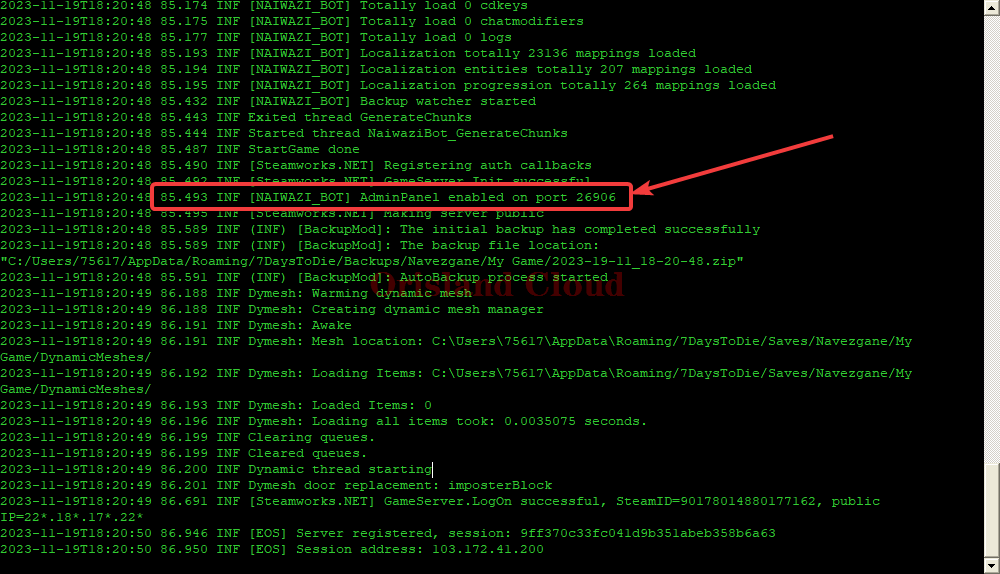 2023-11-19T18:20:48 85.174 INF [NAIWAZI_BOT] Totally load 0 cdkeys
2023-11-19T18:20:48 85.175 INF [NAIWAZI_BOT] Totally load 0 chatmodifiers
2023-11-19T18:20:48 85.177 INF [NAIWAZI_BOT] Totally load 0 logs
2023-11-19T18:20:48 85.193 INF [NAIWAZI_BOT] Localization totally 23136 mappings loaded
2023-11-19T18:20:48 85.194 INF [NAIWAZI_BOT] Localization entities totally 207 mappings loaded
2023-11-19T18:20:48 85.195 INF [NAIWAZI_BOT] Localization progression totally 264 mappings loaded
2023-11-19T18:20:48 85.432 INF [NAIWAZI_BOT] Backup watcher started
2023-11-19T18:20:48 85.443 INF Exited thread GenerateChunks
2023-11-19T18:20:48 85.444 INF Started thread NaiwaziBot_GenerateChunks
2023-11-19T18:20:48 85.487 INF StartGame done
2023-11-19T18:20:48 85.490 INF [Steamworks.NET] Registering auth callbacks
2023-11-19T18:20:48 85.492 INF [Steamworks.NET] GameServer.Init successful
2023-11-19T18:20:48 85.493 INF [NAIWAZI_BOT] AdminPanel enabled on port 26906
2023-11-19T18:20:48 85.495 INF [Steamworks.NET] Making server public
2023-11-19T18:20:48 85.589 INF (INF) [BackupMod]: The initial backup has completed successfully
2023-11-19T18:20:48 85.589 INF (INF) [BackupMod]: The backup file location:
"C:/Users/75617/AppData/Roaming/7DaysToDie/Backups/Navezgane/My Game/2023-19-11_18-20-48.zip"
2023-11-19T18:20:48 85.591 INF (INF) [BackupMod]: AutoBackup process started
Orisland Cloud
2023-11-19T18:20:49 86.188 INF Dymesh: Warming dynamic mesh
2023-11-19T18:20:49 86.188 INF Dymesh: Creating dynamic mesh manager
2023-11-19T18:20:49 86.191 INF Dymesh: Awake
2023-11-19T18:20:49 86.191 INF Dymesh: Mesh location: C:\Users\75617\AppData\Roaming/7DaysToDie/Saves/Navezgane/My
Game/DynamicMeshes/
2023-11-19T18:20:49 86.192 INF Dymesh: Loading Items: C:\Users\75617\AppData\Roaming/7DaysToDie/Saves/Navezgane/My
Game/DynamicMeshes/
2023-11-19T18:20:49 86.193 INF Dymesh: Loaded Items: 0
2023-11-19T18:20:49 86.196 INF Dymesh: Loading all items took: 0.0035075 seconds.
2023-11-19T18:20:49 86.199 INF Clearing queues.
2023-11-19T18:20:49 86.199 INF Cleared queues.
2023-11-19T18:20:49 86.200 INF Dynamic thread starting
2023-11-19T18:20:49 86.201 INF Dymesh door replacement: imposterBlock
2023-11-19T18:20:49 86.691 INF [Steamworks.NET] GameServer.LogOn successful, SteamID=90178014880177162, public
IP=22*.18*.17*.22*
2023-11-19T18:20:50 86.946 INF [EOS] Server registered, session: 9ff370c33fc041d9b351abeb358b6a63
2023-11-19T18:20:50 86.950 INF [EOS] Session address: 103.172.41.200